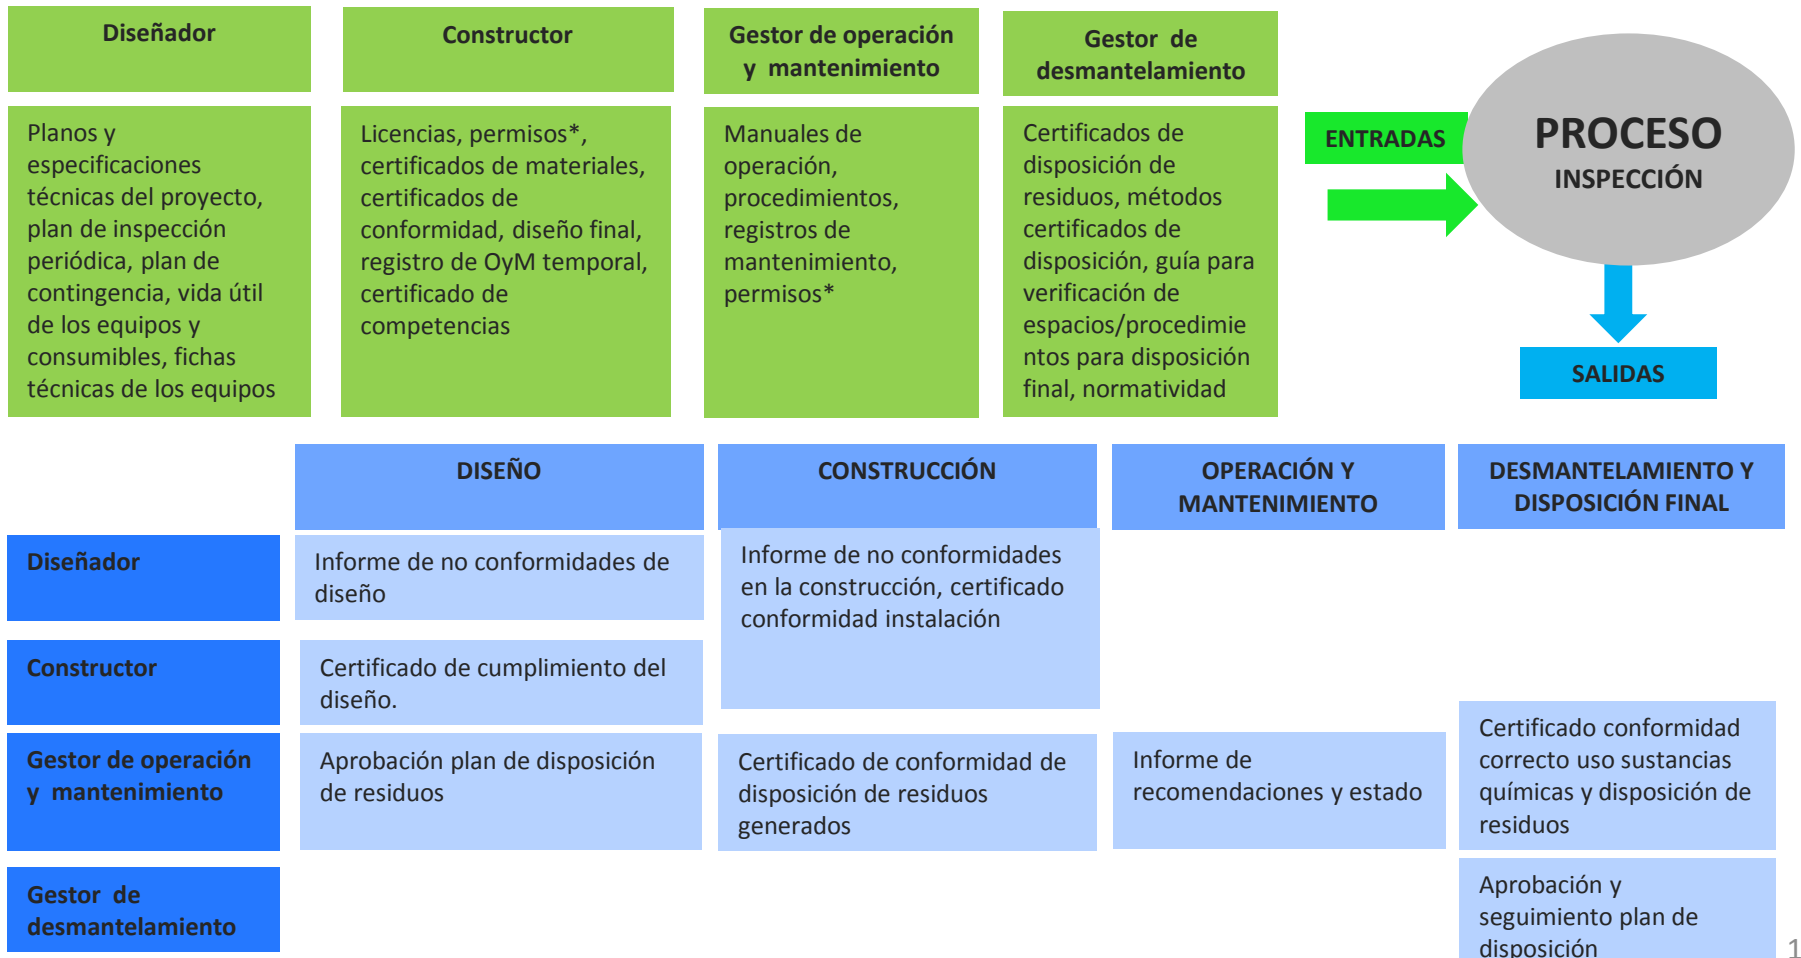 Diseñador
Constructor
Gestor de operación
y mantenimiento
Gestor de
desmantelamiento
Planos y
especificaciones
técnicas del proyecto,
plan de inspección
periódica, plan de
contingencia, vida útil
de los equipos y
consumibles, fichas
técnicas de los equipos
Licencias, permisos*,
certificados de materiales,
certificados de
conformidad, diseño final,
registro de OyM temporal,
certificado de
competencias
Manuales de
operación,
procedimientos,
registros de
mantenimiento,
permisos*
Certificados de
disposición de
residuos, métodos
certificados de
disposición, guía para
verificación de
espacios/procedimie
ntos para disposición
final, normatividad
ENTRADAS
PROCESO
INSPECCIÓN
SALIDAS
DISEÑO
CONSTRUCCIÓN
OPERACIÓN Y
MANTENIMIENTO
DESMANTELAMIENTO Y
DISPOSICIÓN FINAL
Diseñador
Informe de no conformidades de
diseño
Informe de no conformidades
en la construcción, certificado
conformidad instalación
Constructor
Certificado de cumplimiento del
diseño.
Gestor de operación
y mantenimiento
Aprobación plan de disposición
de residuos
Certificado de conformidad de
disposición de residuos
generados
Informe de
recomendaciones y estado
Certificado conformidad
correcto uso sustancias
químicas y disposición de
residuos
Gestor de
desmantelamiento
Aprobación y
seguimiento plan de
disposición
1